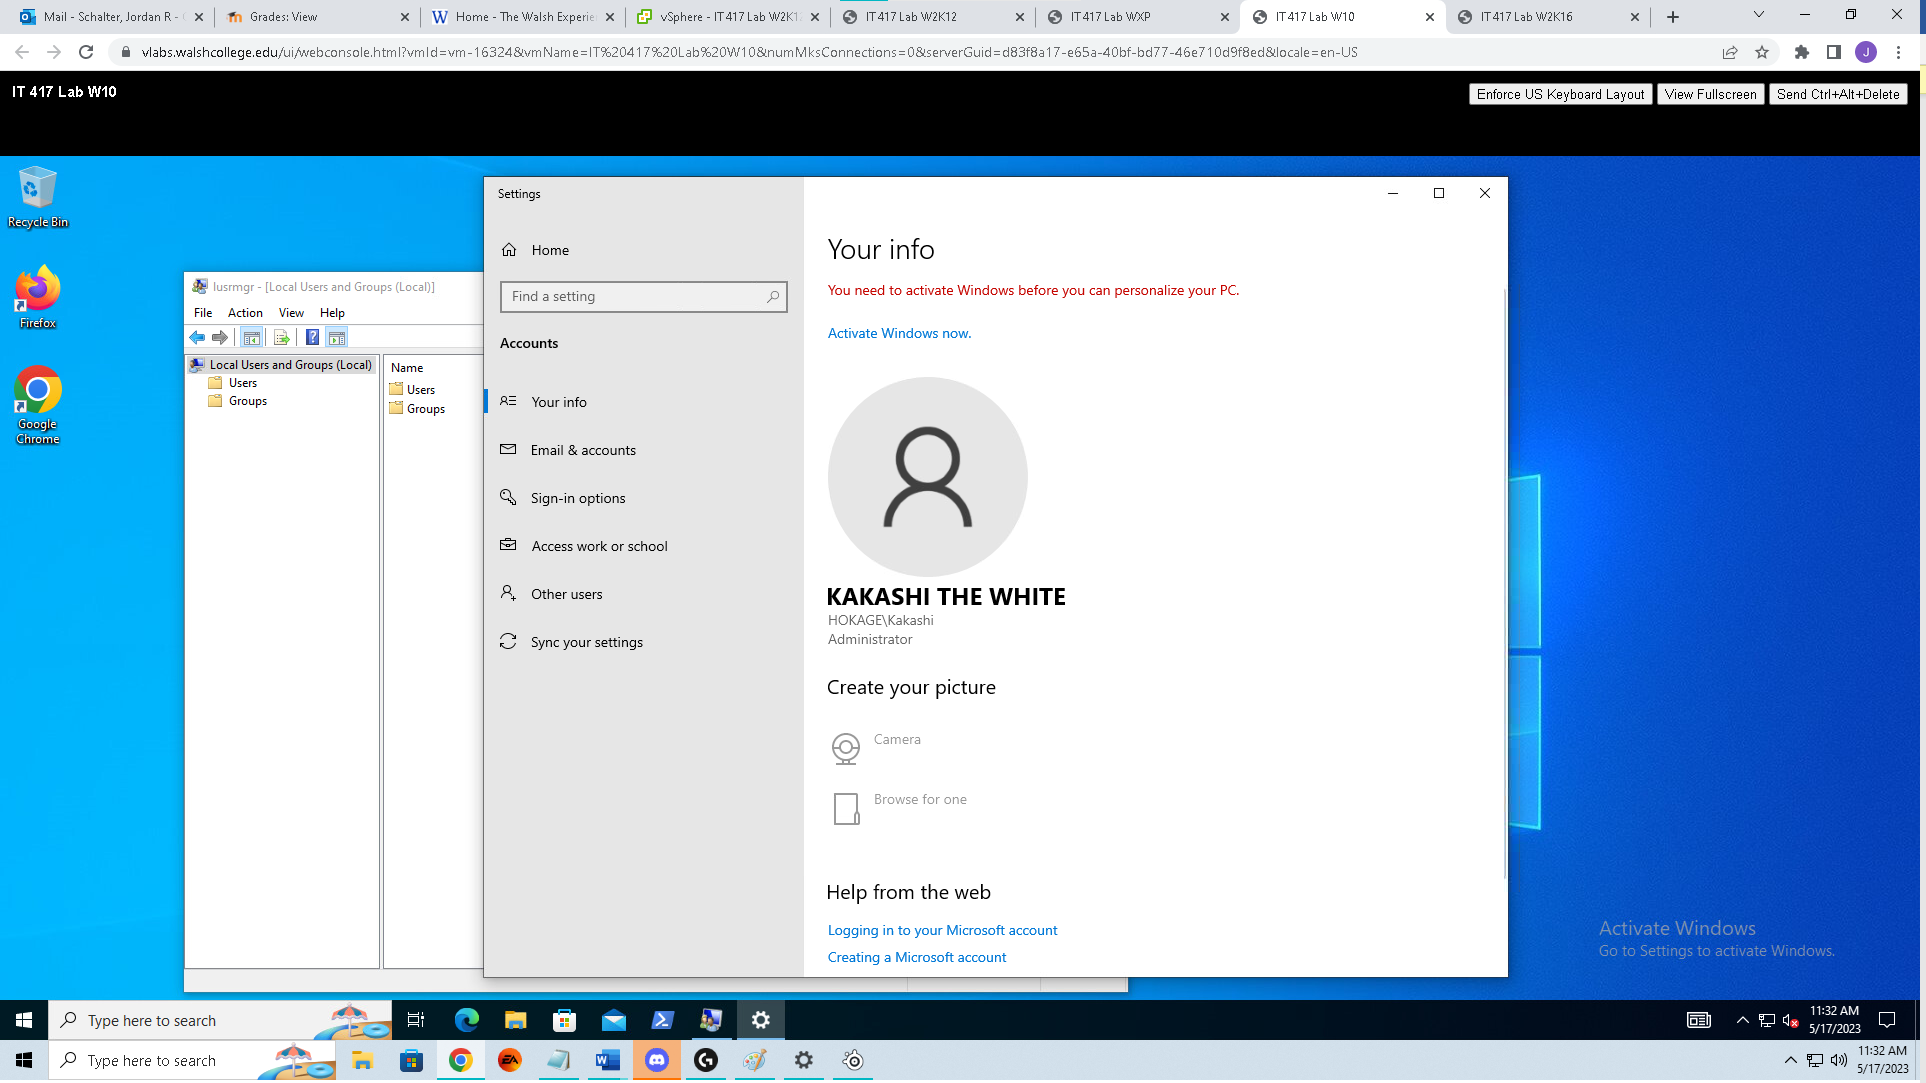 Mail - Schalter, Jordan R -
Grades: View
Home - The Walsh Experie
vSphere - IT417 Lab W2K1
IT417 Lab W2K12
IT417 Lab WXP
IT417 Lab W10
IT417 Lab W2K16
vlabs.walshcollege.edu/ui/webconsole.html?vmId=vm-16324&vmName=IT%20417%20Lab%20W10&numMksConnections=0&serverGuid=d83f8a17-e65a-40bf-bd77-46e710d9f8ed&locale=en-US
J
IT 417 Lab W10
Enforce US Keyboard Layout
View Fullscreen
Send Ctrl+Alt+Delete
Recycle Bin
Firefox
Google
Chrome
lusrmgr - [Local Users and Groups (Local)]
File Action View Help
Local Users and Groups (Local)
Users
Groups
Name
Users
Groups
Settings
Home
Find a setting
Accounts
Your info
Email & accounts
Sign-in options
Access work or school
Other users
Sync your settings
Your info
You need to activate Windows before you can personalize your PC.
Activate Windows now.
KAKASHI THE WHITE
HOKAGE\Kakashi
Administrator
Create your picture
Camera
Browse for one
Help from the web
Logging in to your Microsoft account
Creating a Microsoft account
Activate Windows
Go to Settings to activate Windows.
Type here to search
11:32 AM
5/17/2023
Type here to search
11:32 AM
5/17/2023